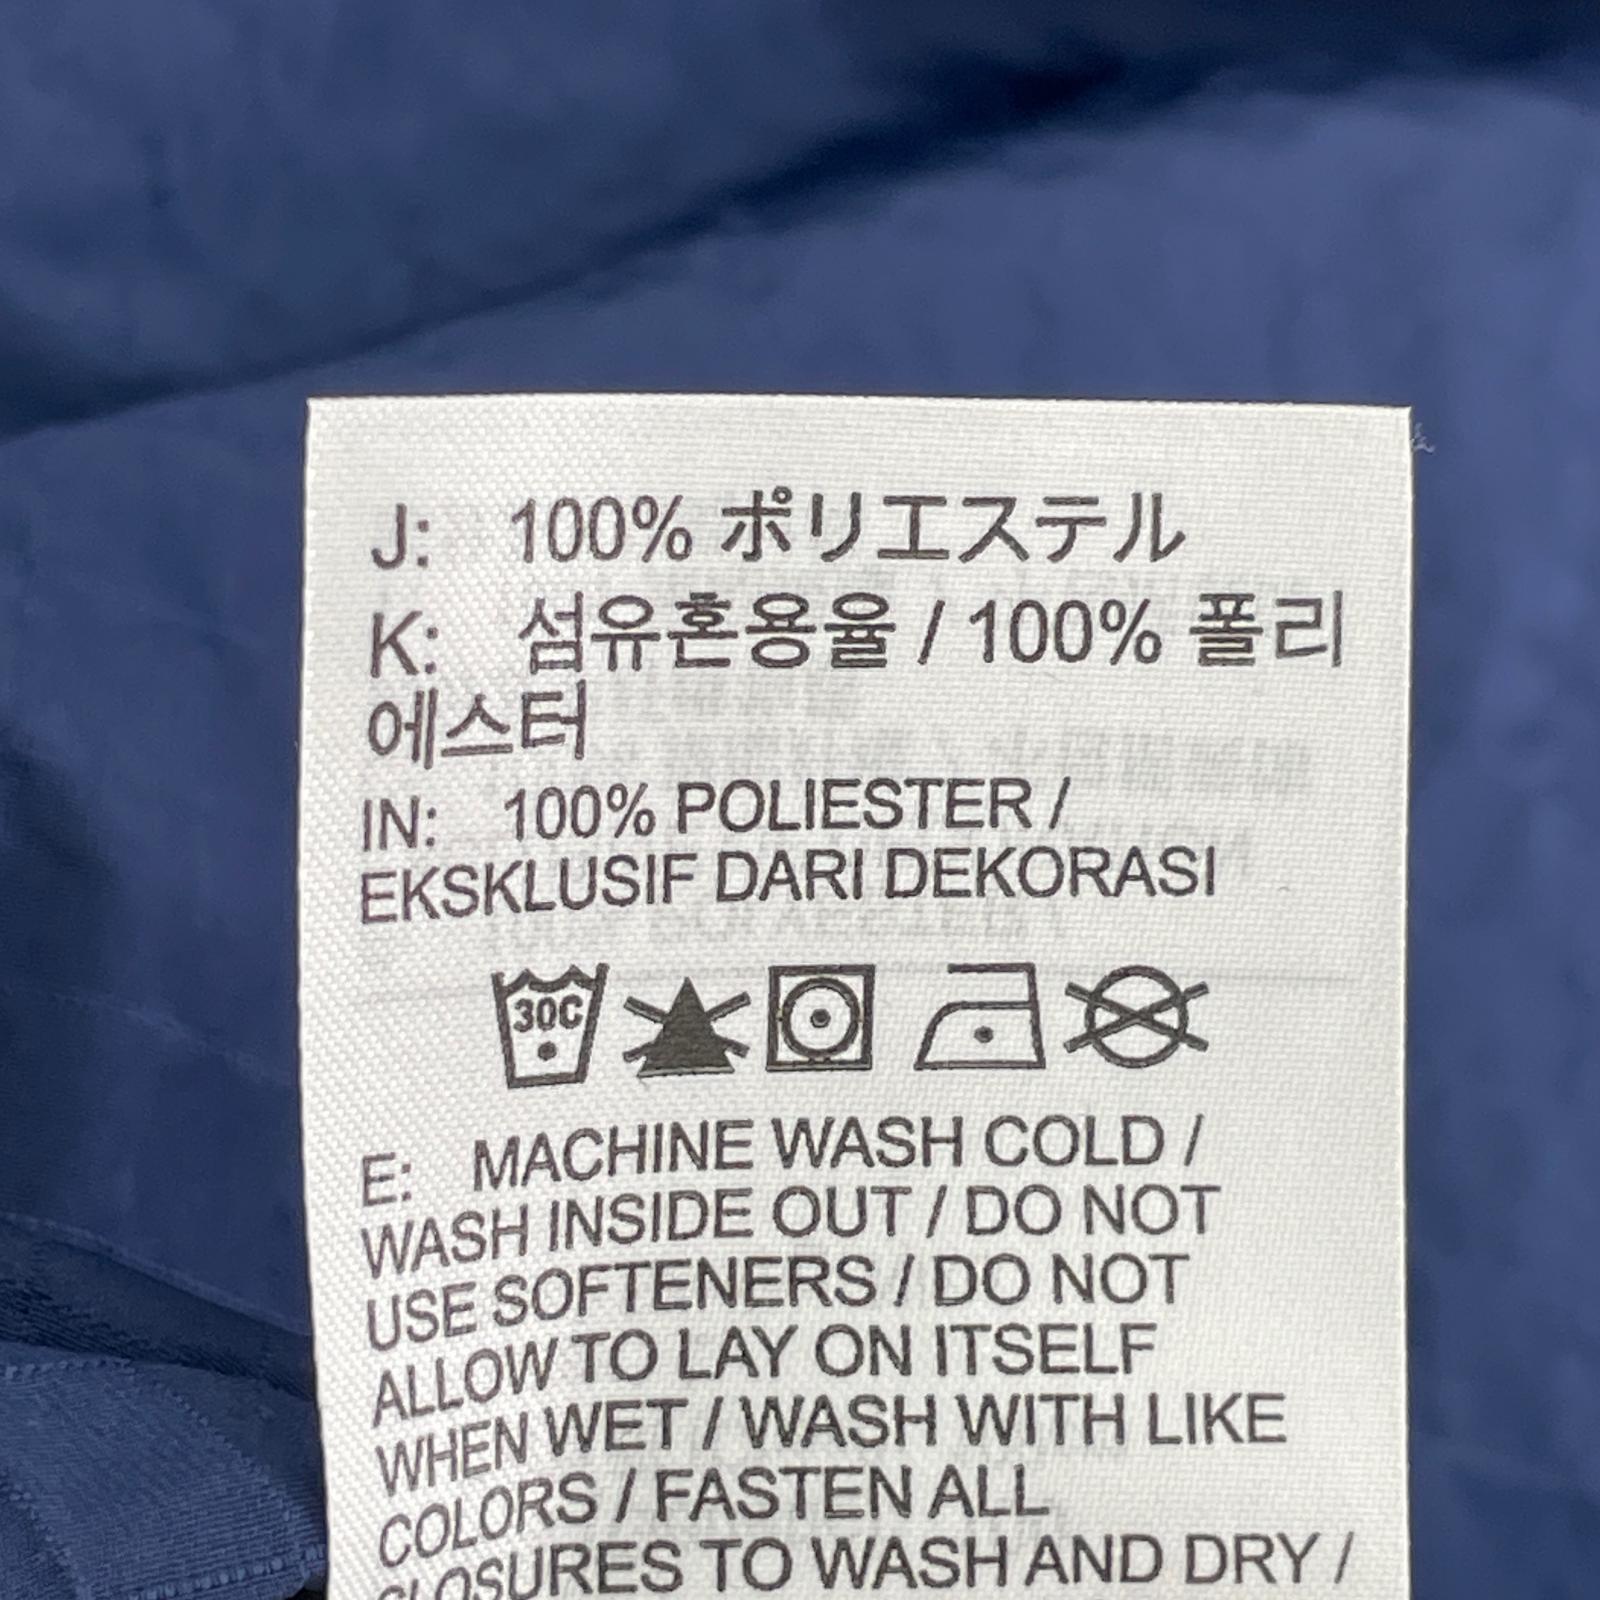 J: 100% ポリエステル
K: 섬유혼용율 / 100% 폴리
에스터
IN: 100% POLIESTER /
EKSKLUSIF DARI DEKORASI
30C
E: MACHINE WASH COLD /
WASH INSIDE OUT / DO NOT
USE SOFTENERS / DO NOT
ALLOW TO LAY ON ITSELF
WHEN WET / WASH WITH LIKE
COLORS / FASTEN ALL
CLOSURES TO WASH AND DRY /